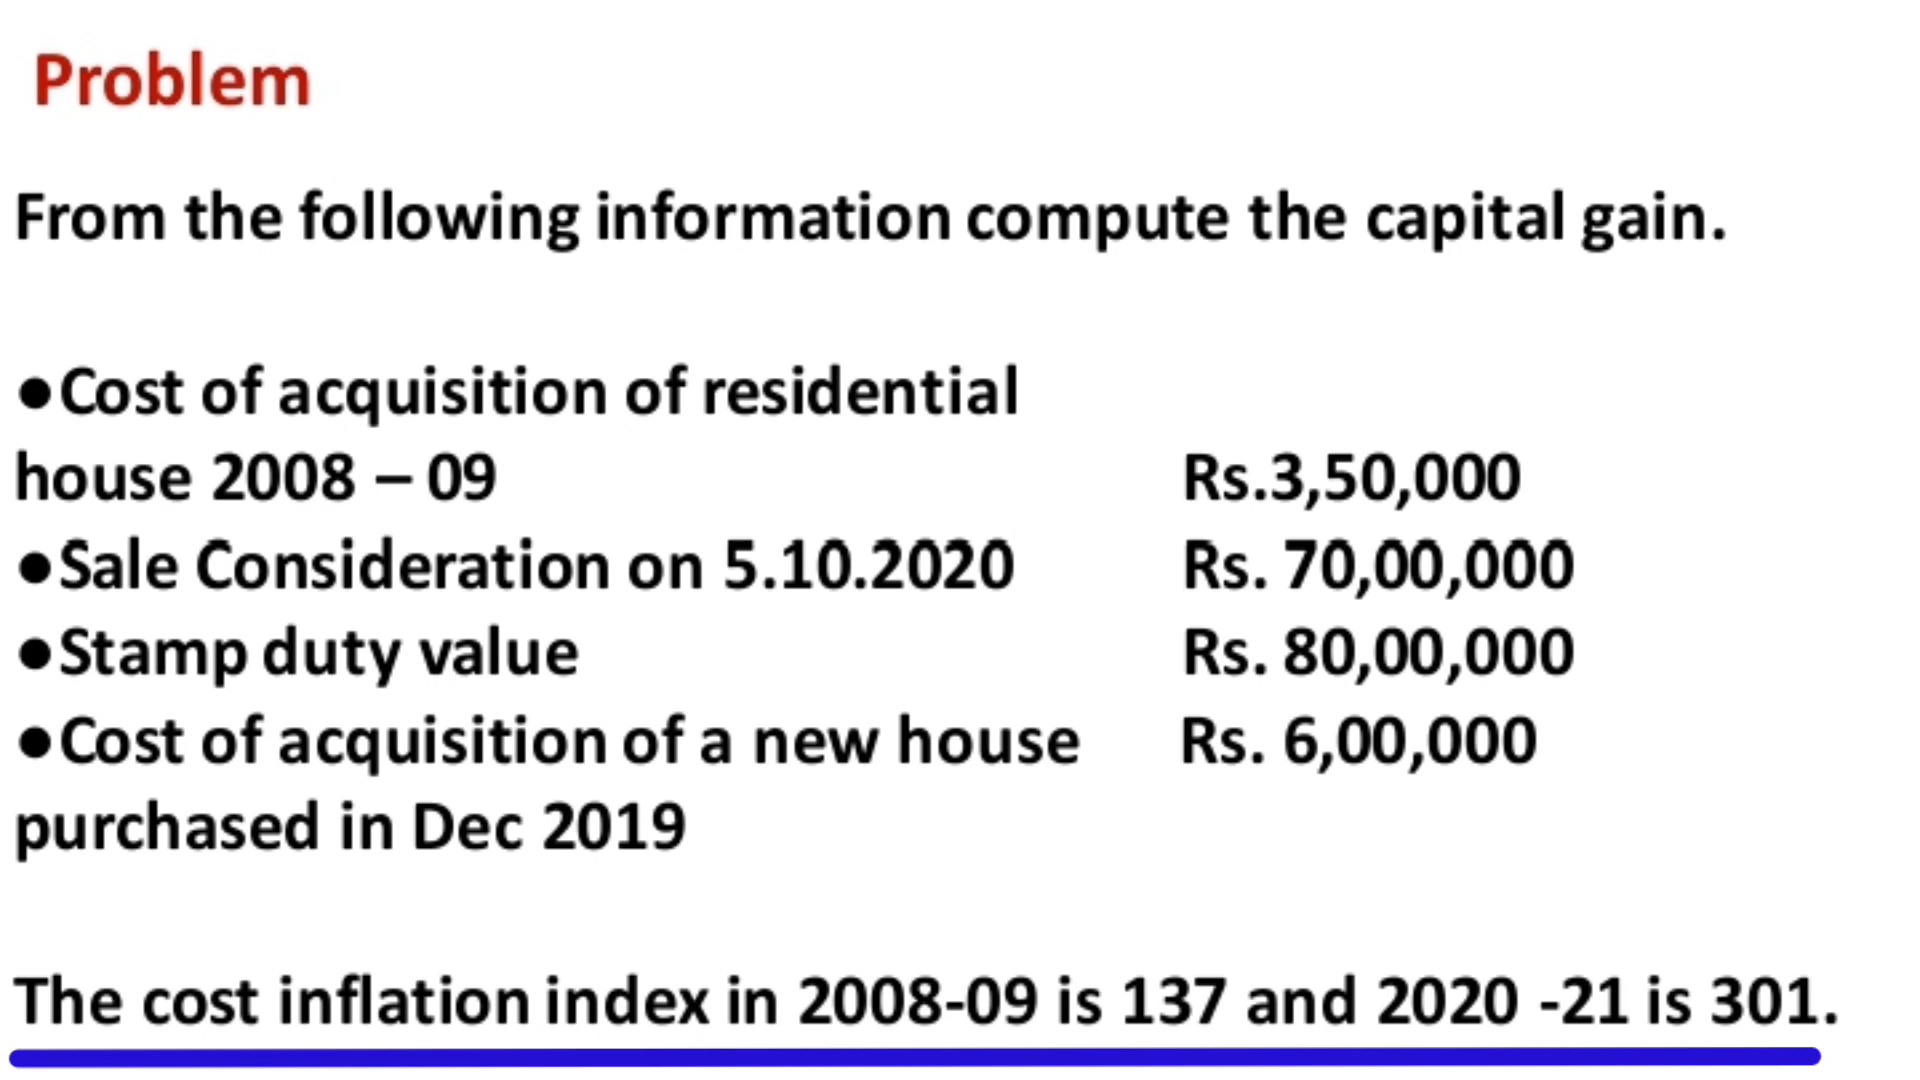 Problem
From the following information compute the capital gain.
●Cost of acquisition of residential
house 2008 – 09 Rs.3,50,000
●Sale Consideration on 5.10.2020 Rs. 70,00,000
●Stamp duty value Rs. 80,00,000
●Cost of acquisition of a new house Rs. 6,00,000
purchased in Dec 2019
The cost inflation index in 2008-09 is 137 and 2020 -21 is 301.